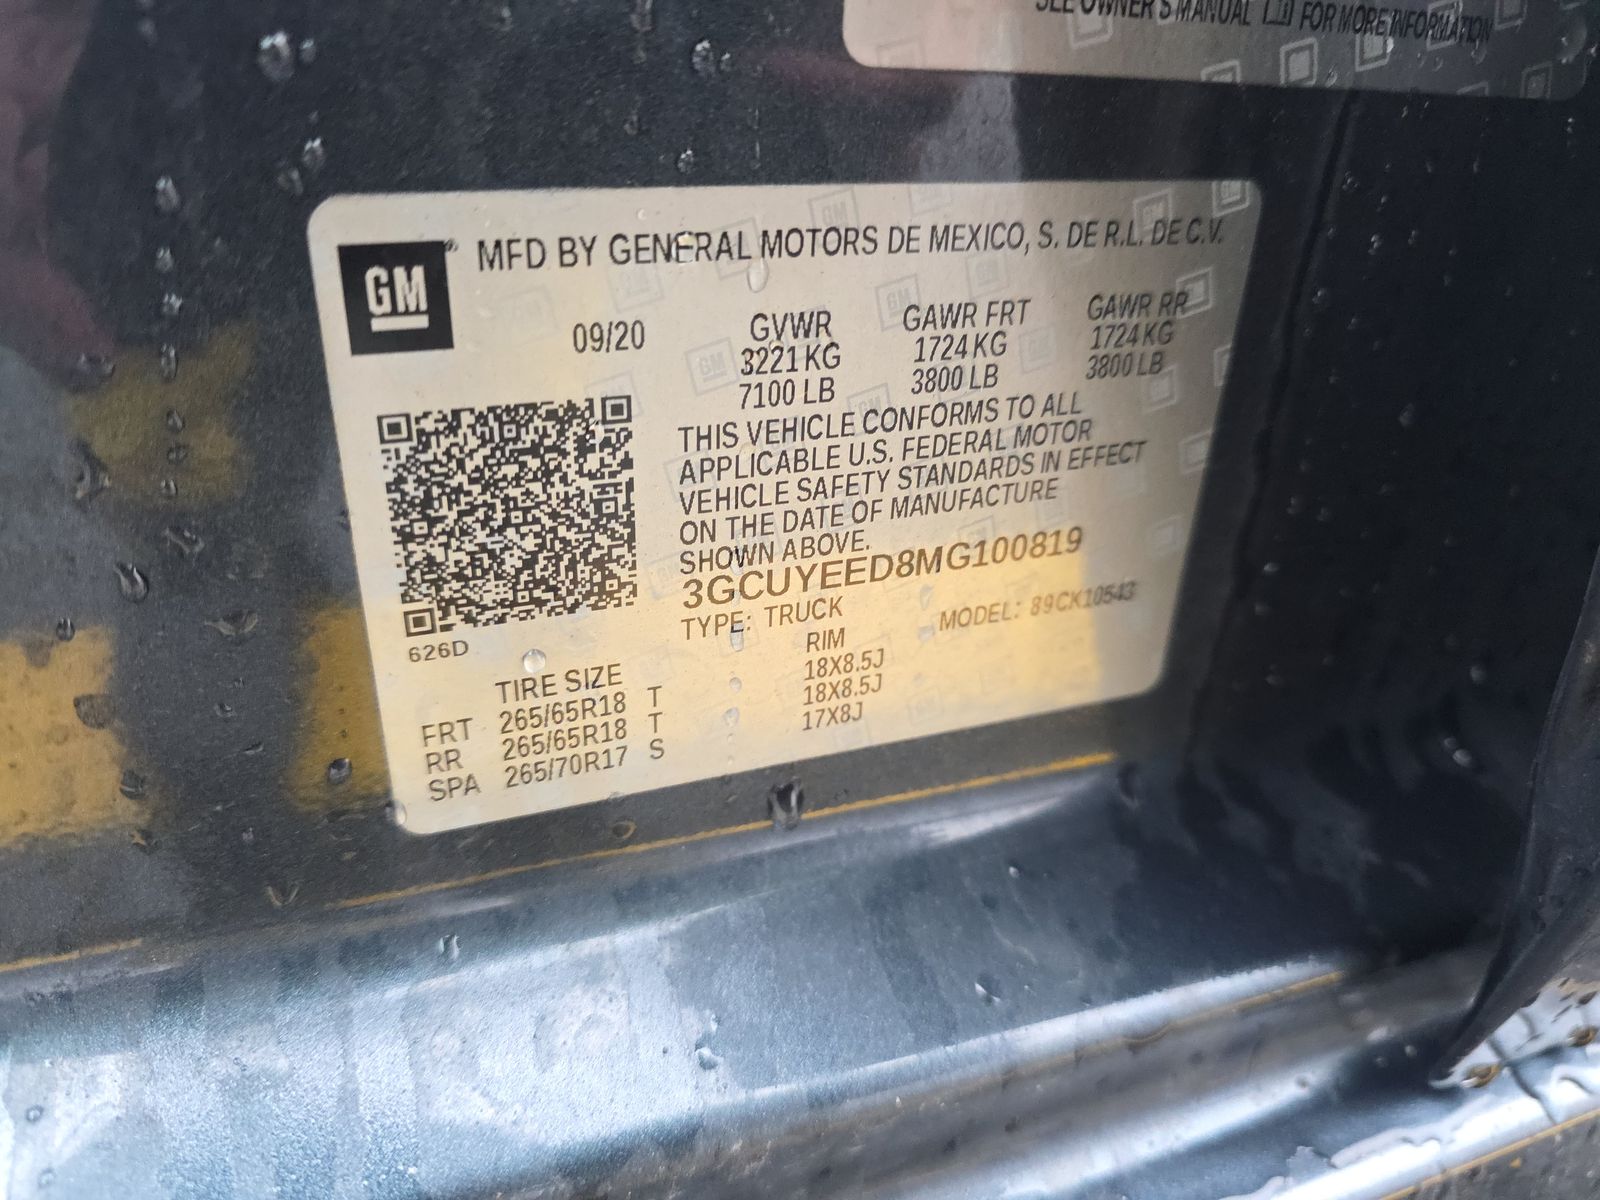 SEE OWNER'S MANUAL FOR MORE INFORMATION
GM
MFD BY GENERAL MOTORS DE MEXICO, S. DE R.L. DE C.V.
09/20 GVWR GAWR FRT GAWR RR
3221 KG 1724 KG 1724 KG
7100 LB 3800 LB 3800 LB
THIS VEHICLE CONFORMS TO ALL
APPLICABLE U.S. FEDERAL MOTOR
VEHICLE SAFETY STANDARDS IN EFFECT
ON THE DATE OF MANUFACTURE
SHOWN ABOVE.
3GCUYEED8MG100819
TYPE: TRUCK MODEL: 89CK10543
626D
TIRE SIZE RIM
FRT 265/65R18 T 18X8.5J
RR 265/65R18 T 18X8.5J
SPA 265/70R17 S 17X8J